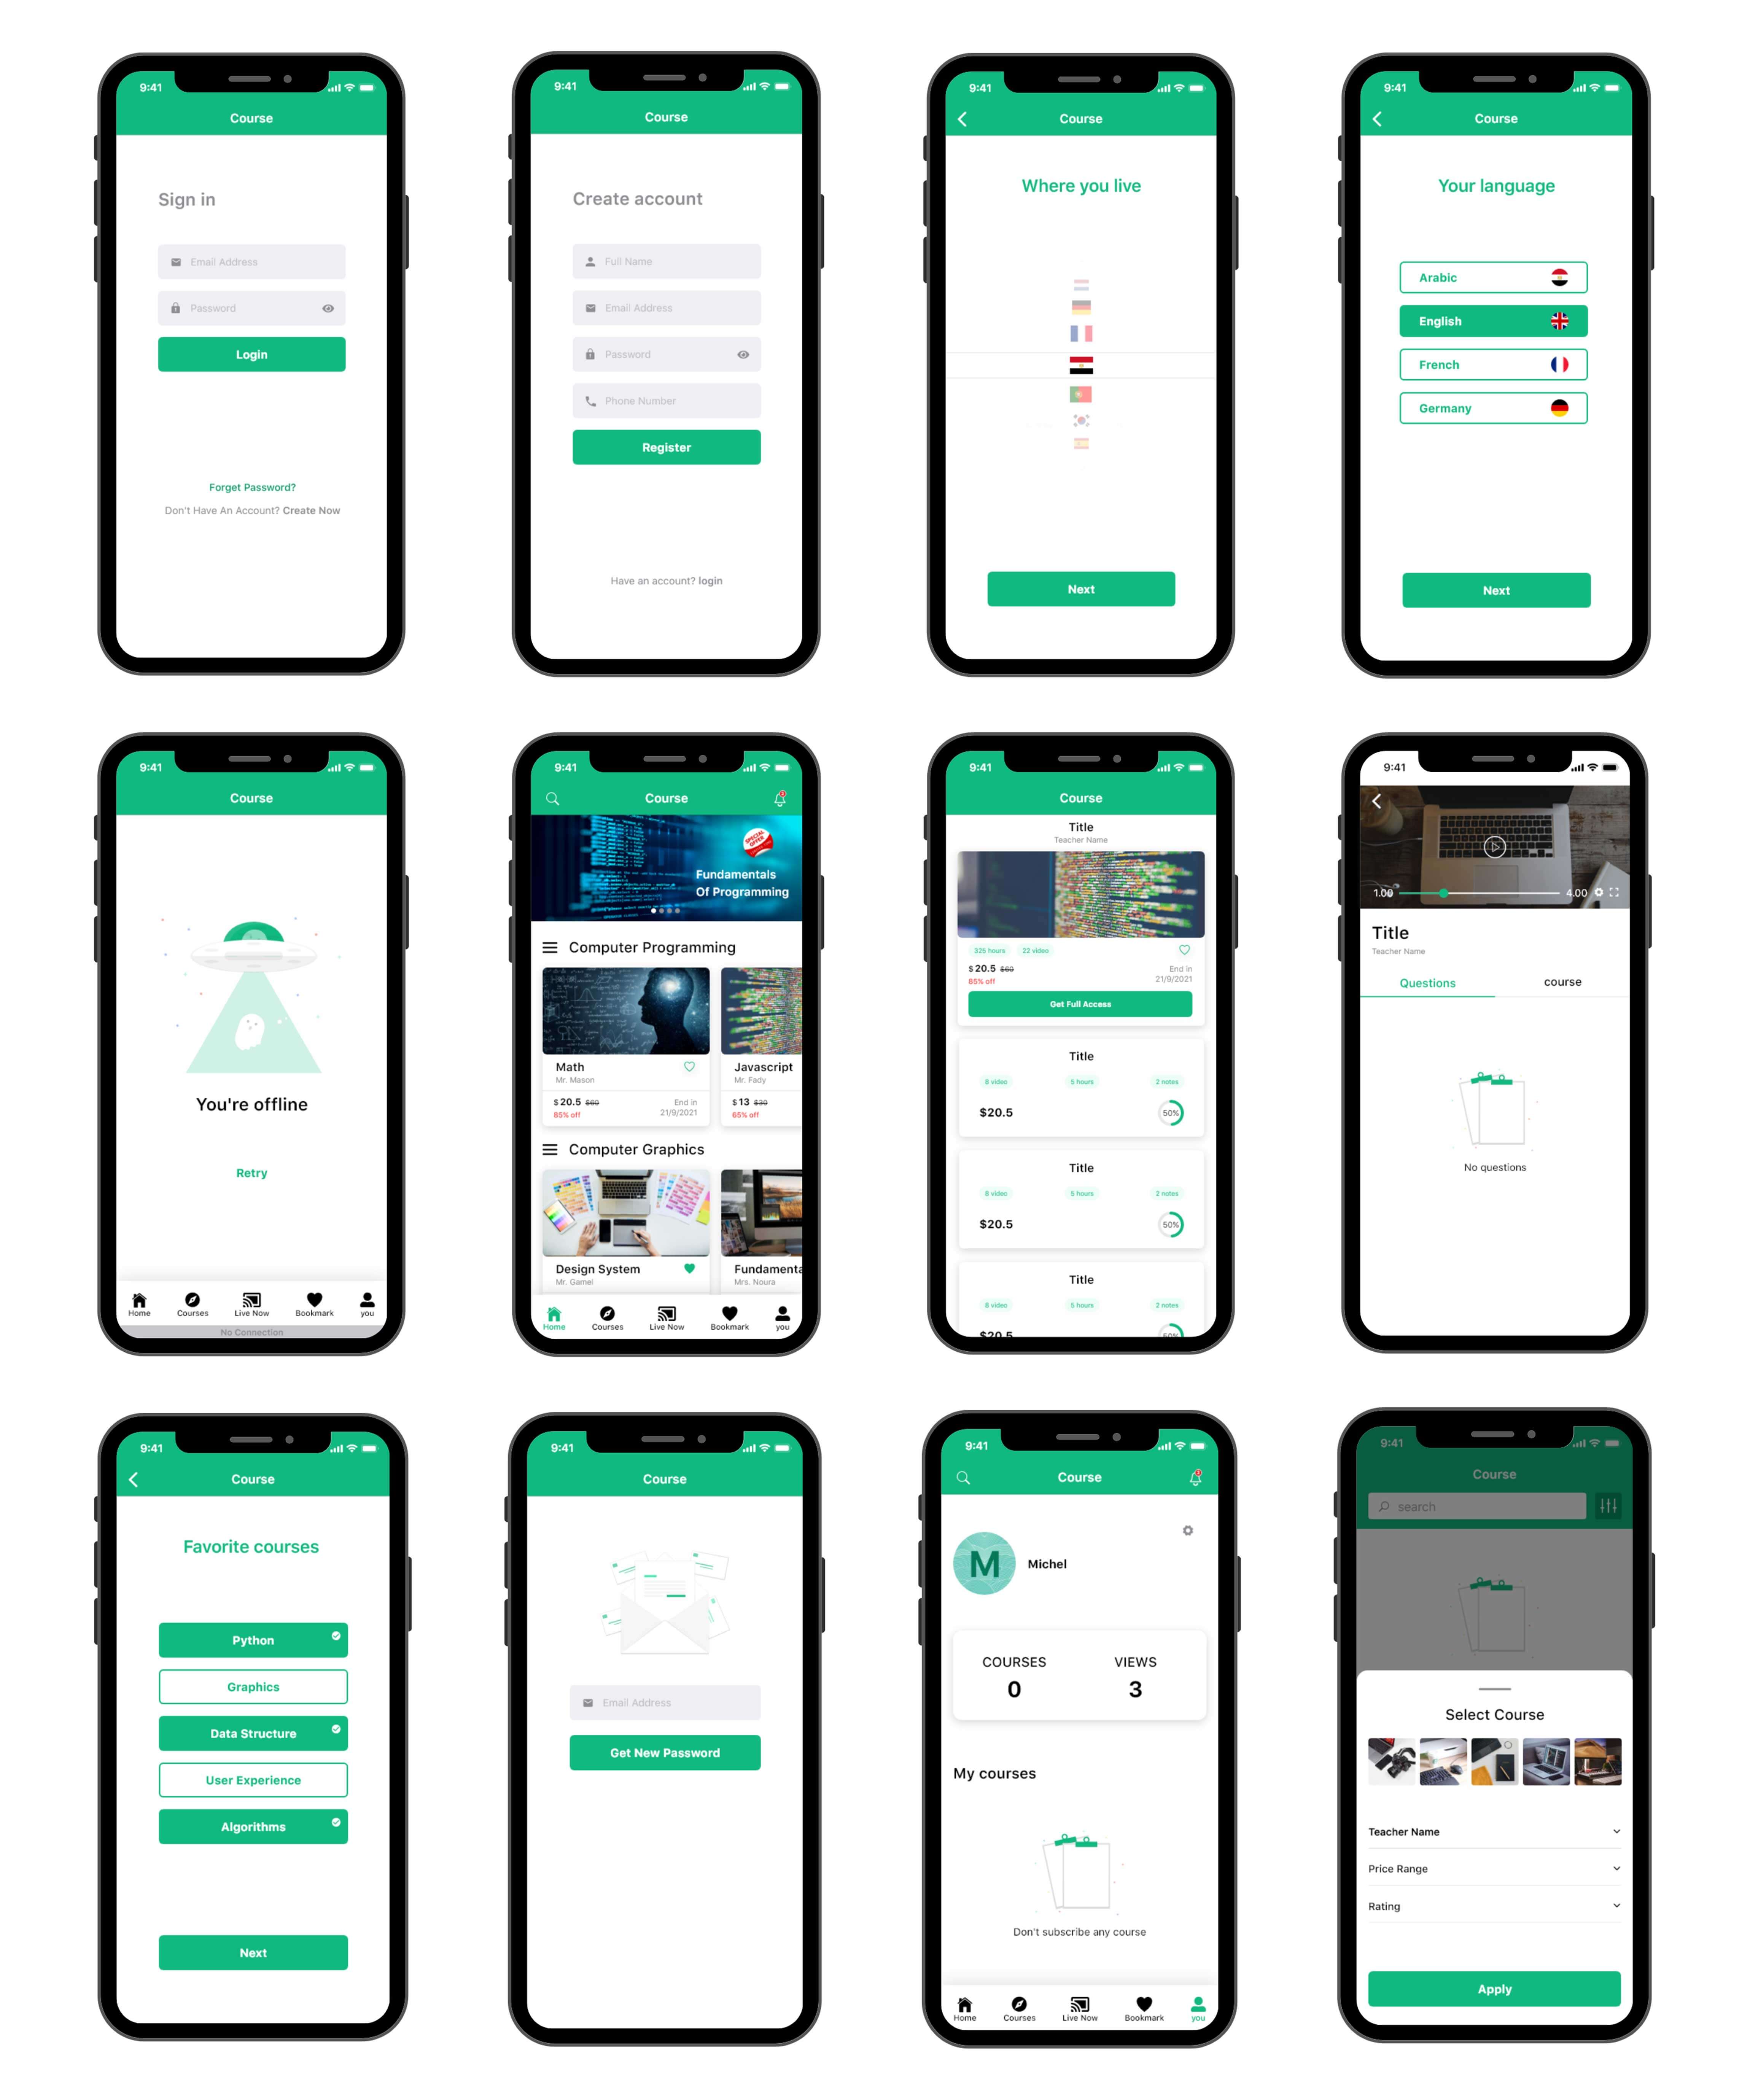 9:41
Course
Sign in
Email Address
Password
Login
Forget Password?
Don't Have An Account? Create Now
9:41
Course
Create account
Full Name
Email Address
Password
Phone Number
Register
Have an account? login
9:41
Course
Where you live
Next
9:41
Course
Your language
Arabic
English
French
Germany
Next
9:41
Course
You're offline
Retry
Home Courses Live Now Bookmark you
No Connection
9:41
Course
SPECIAL OFFER
Fundamentals
Of Programming
Computer Programming
Math
Mr. Mason
$ 20.5 $60
85% off
End in
21/9/2021
Javascript
Mr. Fady
$ 13 $30
65% off
Computer Graphics
Design System
Mr. Gamei
Fundamenta
Mrs. Noura
Home Courses Live Now Bookmark you
9:41
Course
Title
Teacher Name
325 hours 22 video
$ 20.5 $60
85% off
End in
21/9/2021
Get Full Access
Title
8 video 5 hours 2 notes
$20.5 50%
Title
8 video 5 hours 2 notes
$20.5 50%
Title
8 video 5 hours 2 notes
$20.5 50%
9:41
1.00 4.00
Title
Teacher Name
Questions course
No questions
9:41
Course
Favorite courses
Python
Graphics
Data Structure
User Experience
Algorithms
Next
9:41
Course
Email Address
Get New Password
9:41
Course
M
Michel
COURSES VIEWS
0 3
My courses
Don't subscribe any course
Home Courses Live Now Bookmark you
9:41
Course
search
Select Course
Teacher Name
Price Range
Rating
Apply